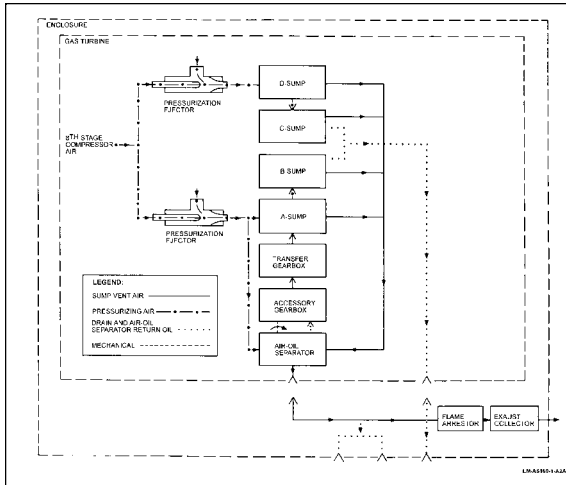 ENCLOSURE
GAS TURBINE
PRESSURIZATION
EJECTOR
D-SUMP
C-SUMP
8TH STAGE
COMPRESSOR
AIR
B-SUMP
A-SUMP
PRESSURIZATION
EJECTOR
TRANSFER
GEARBOX
LEGEND:
SUMP VENT AIR
PRESSURIZING AIR
DRAIN AND AIR-OIL
SEPARATOR RETURN OIL
MECHANICAL
ACCESSORY
GEARBOX
AIR-OIL
SEPARATOR
FLAME
ARRESTOR
EXAUST
COLLECTOR